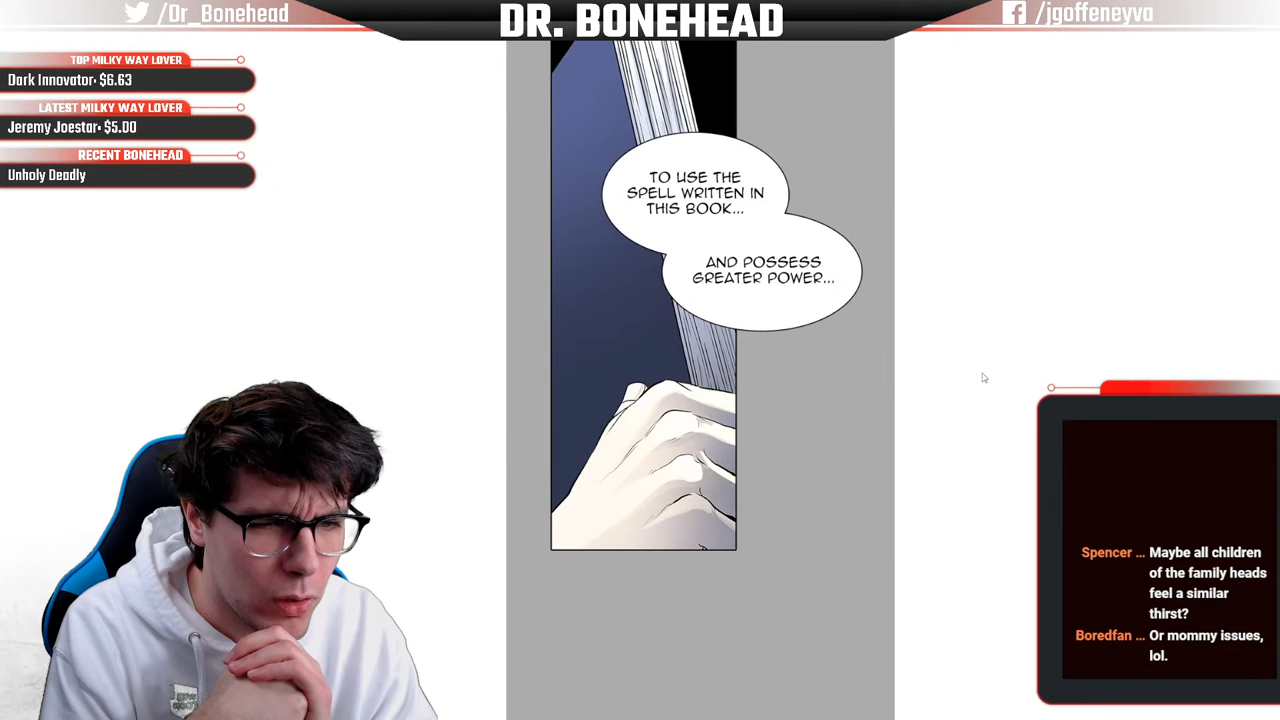 /Dr_Bonehead
DR. BONEHEAD
/jgoffeneyva
TOP MILKY WAY LOVER
Dark Innovator• $6.63
LATEST MILKY WAY LOVER
Jeremy Joestar• $5.00
RECENT BONEHEAD
Unholy Deadly
TO USE THE
SPELL WRITTEN IN
THIS BOOK...
AND POSSESS
GREATER POWER...
Spencer ... Maybe all children
of the family heads
feel a similar
thirst?
Boredfan ... Or mommy issues,
lol.